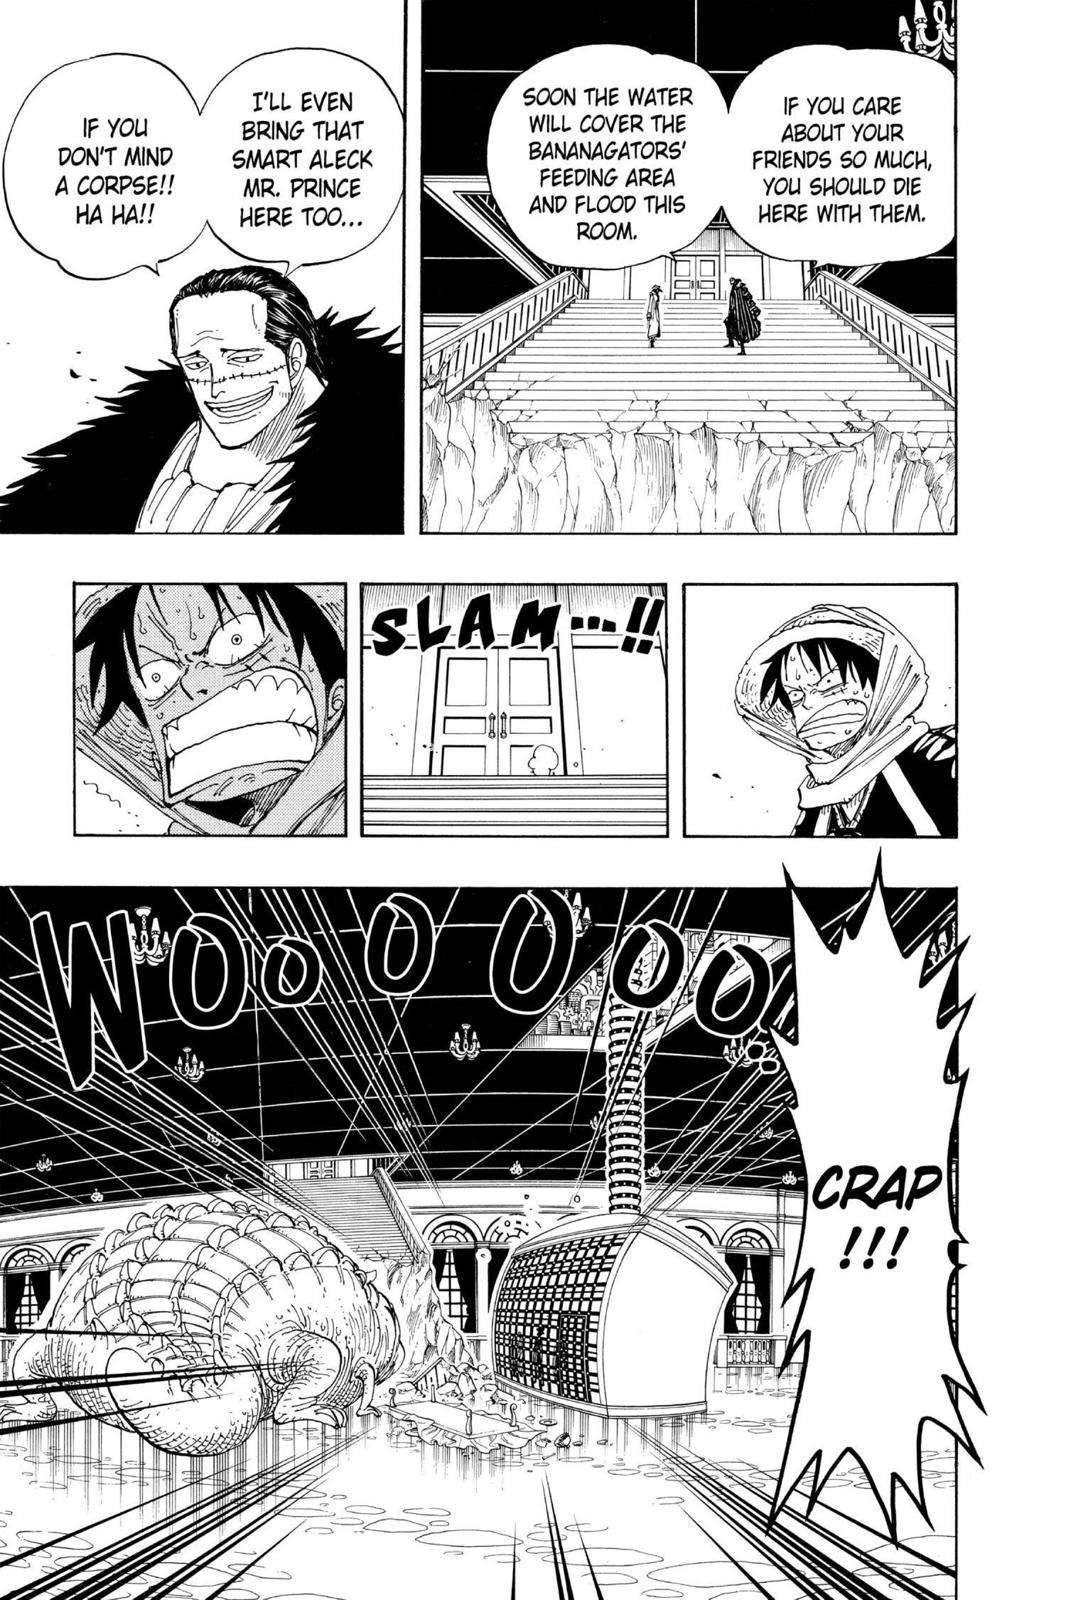 IF YOU CARE
ABOUT YOUR
FRIENDS SO MUCH,
YOU SHOULD DIE
HERE WITH THEM.
SOON THE WATER
WILL COVER THE
BANANAGATORS'
FEEDING AREA
AND FLOOD THIS
ROOM.
I'LL EVEN
BRING THAT
SMART ALECK
MR. PRINCE
HERE TOO...
IF YOU
DON'T MIND
A CORPSE!!
HA HA!!
SLAM...!!
CRAP
!!!
WOOOOOOOO